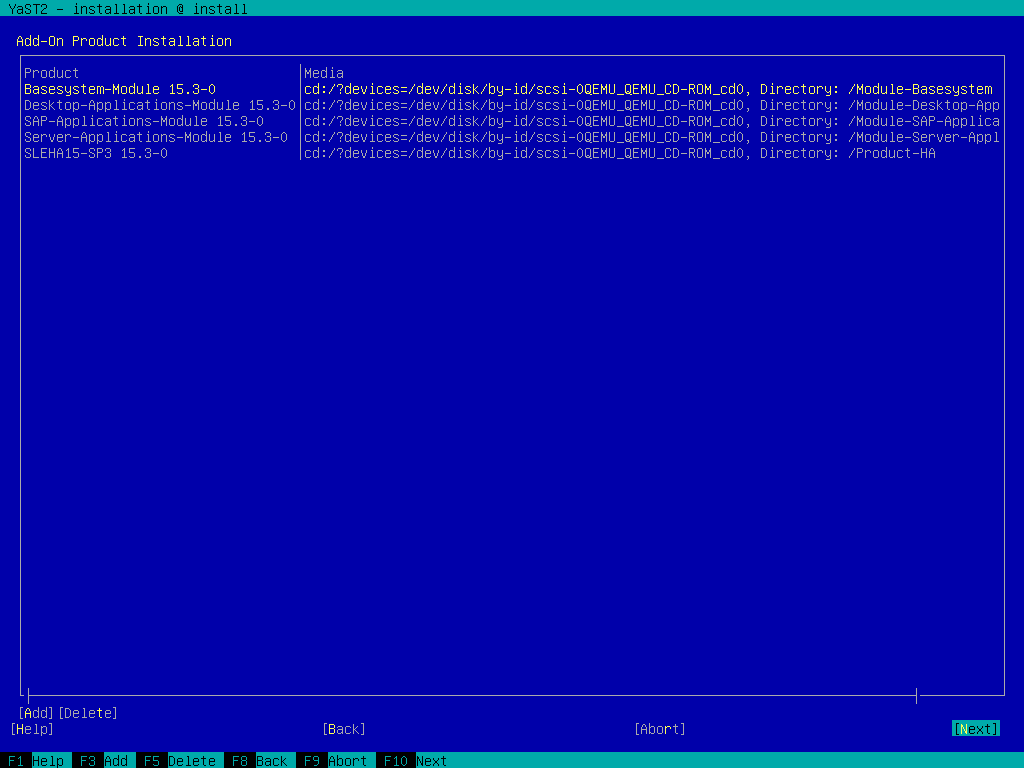 YaST2 - installation @ install
Add-On Product Installation
Product Media
Basesystem-Module 15.3-0 cd:/?devices=/dev/disk/by-id/scsi-0QEMU_QEMU_CD-ROM_cd0, Directory: /Module-Basesystem
Desktop-Applications-Module 15.3-0 cd:/?devices=/dev/disk/by-id/scsi-0QEMU_QEMU_CD-ROM_cd0, Directory: /Module-Desktop-App
SAP-Applications-Module 15.3-0 cd:/?devices=/dev/disk/by-id/scsi-0QEMU_QEMU_CD-ROM_cd0, Directory: /Module-SAP-Applica
Server-Applications-Module 15.3-0 cd:/?devices=/dev/disk/by-id/scsi-0QEMU_QEMU_CD-ROM_cd0, Directory: /Module-Server-Appl
SLEHA15-SP3 15.3-0 cd:/?devices=/dev/disk/by-id/scsi-0QEMU_QEMU_CD-ROM_cd0, Directory: /Product-HA
[Add][Delete]
[Help] [Back] [Abort] [Next]
F1 Help F3 Add F5 Delete F8 Back F9 Abort F10 Next